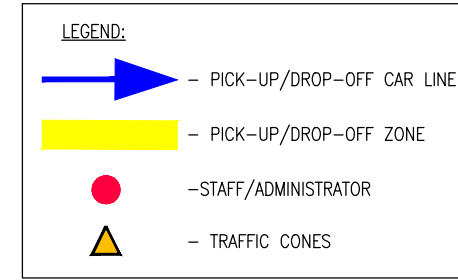 LEGEND:
– PICK–UP/DROP–OFF CAR LINE
– PICK–UP/DROP–OFF ZONE
–STAFF/ADMINISTRATOR
– TRAFFIC CONES